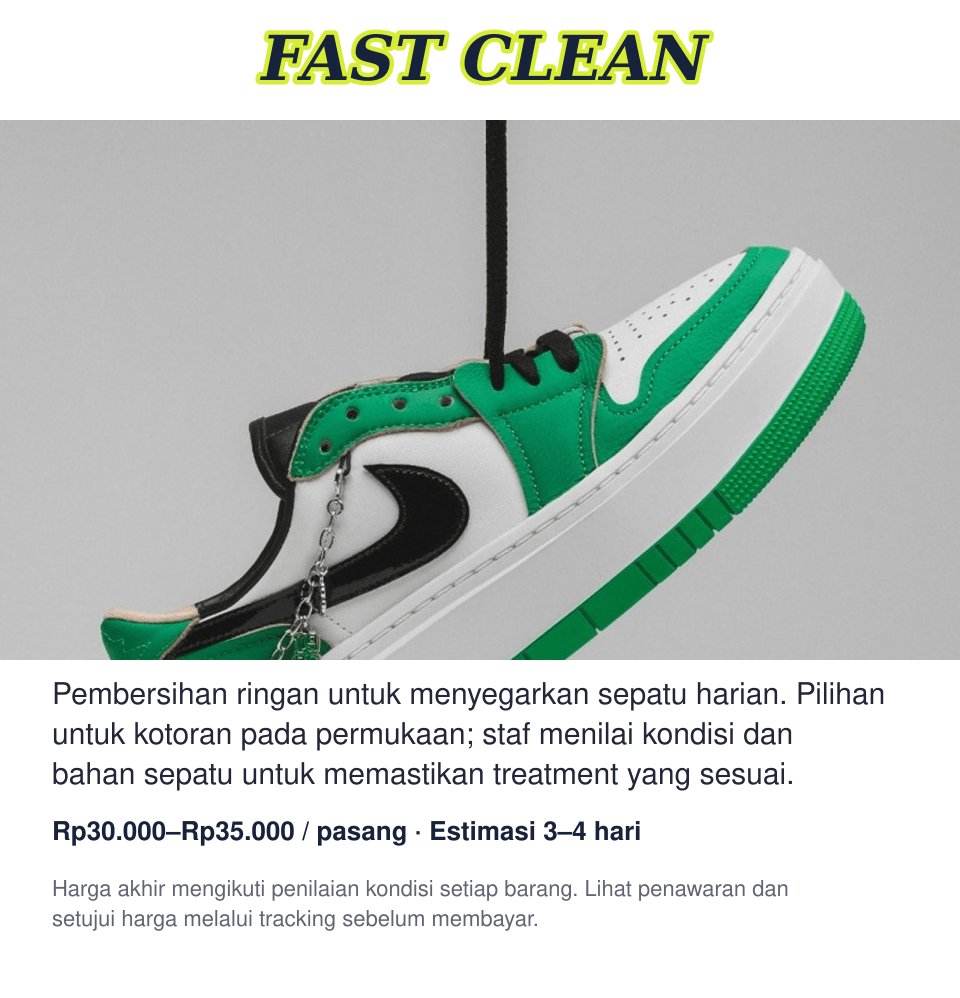 FAST CLEAN
Pembersihan ringan untuk menyegarkan sepatu harian. Pilihan
untuk kotoran pada permukaan; staf menilai kondisi dan
bahan sepatu untuk memastikan treatment yang sesuai.
Rp30.000–Rp35.000 / pasang · Estimasi 3–4 hari
Harga akhir mengikuti penilaian kondisi setiap barang. Lihat penawaran dan
setujui harga melalui tracking sebelum membayar.